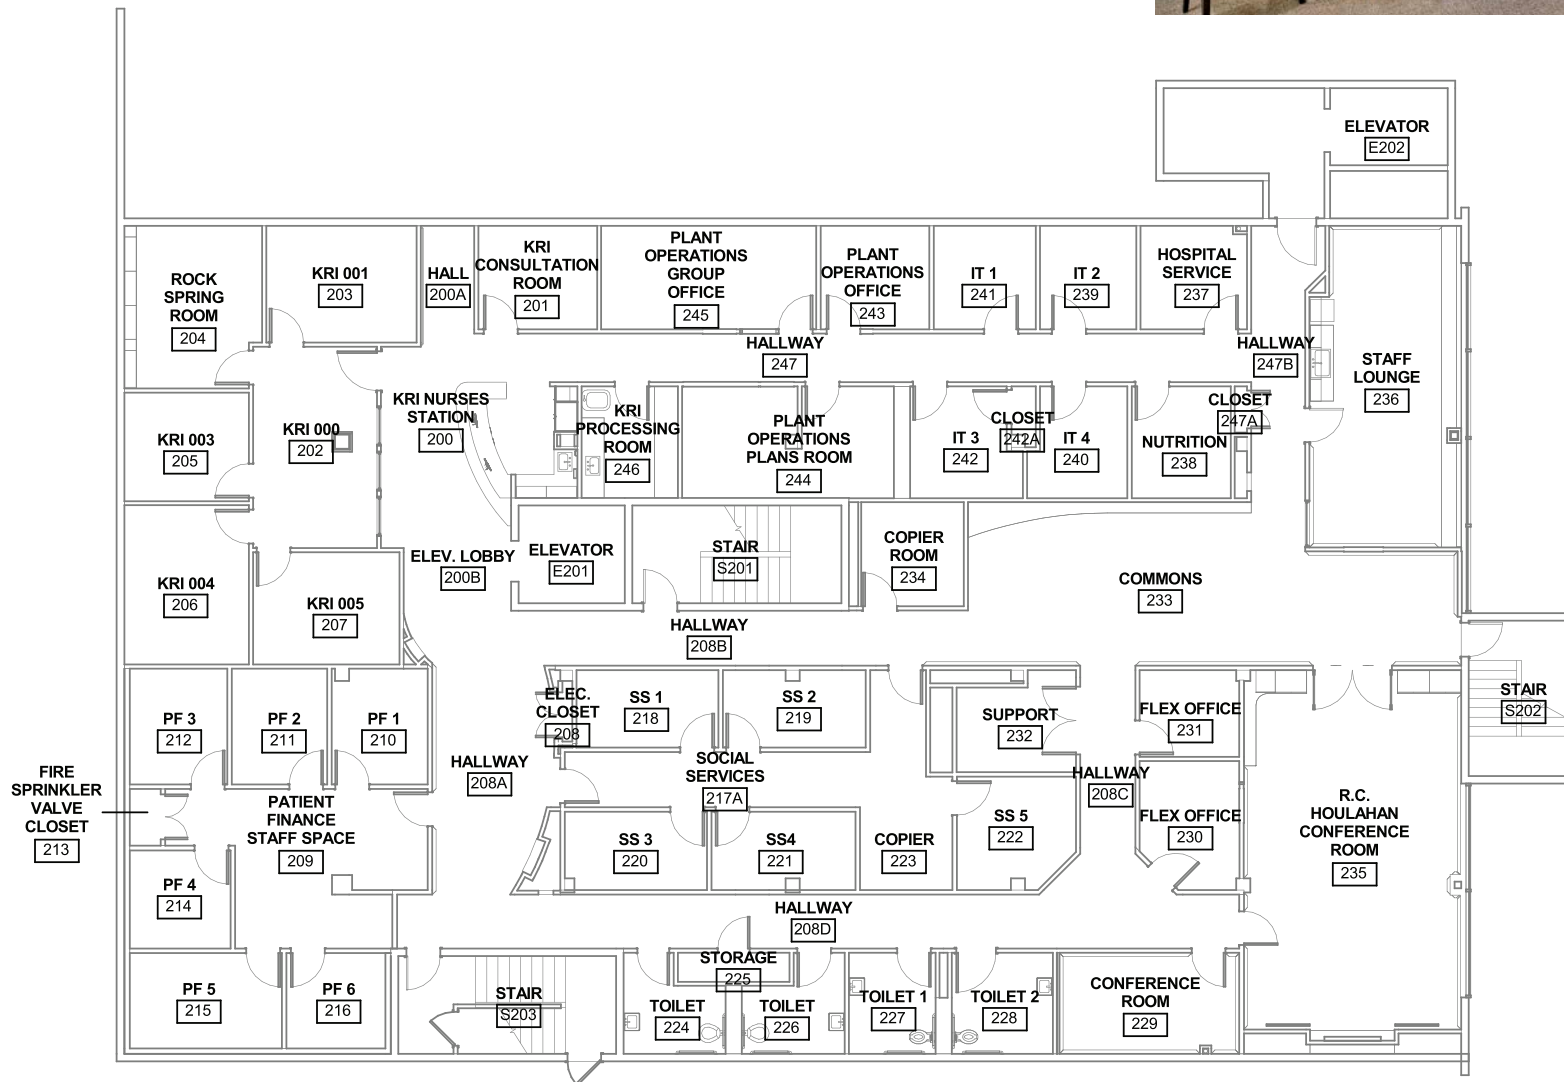 ELEVATOR
E202
ROCK
SPRING
ROOM
204
KRI 001
203
HALL
200A
KRI
CONSULTATION
ROOM
201
PLANT
OPERATIONS
GROUP
OFFICE
245
PLANT
OPERATIONS
OFFICE
243
IT 1
241
IT 2
239
HOSPITAL
SERVICE
237
HALLWAY
247
HALLWAY
247B
STAFF
LOUNGE
236
KRI 003
205
KRI 000
202
KRI NURSES
STATION
200
KRI
PROCESSING
ROOM
246
PLANT
OPERATIONS
PLANS ROOM
244
IT 3
242
CLOSET
242A
IT 4
240
NUTRITION
238
CLOSET
247A
KRI 004
206
KRI 005
207
ELEV. LOBBY
200B
ELEVATOR
E201
STAIR
S201
COPIER
ROOM
234
COMMONS
233
HALLWAY
208B
PF 3
212
PF 2
211
PF 1
210
ELEC.
CLOSET
208
SS 1
218
SS 2
219
SUPPORT
232
FLEX OFFICE
231
STAIR
S202
FIRE
SPRINKLER
VALVE
CLOSET
213
PATIENT
FINANCE
STAFF SPACE
209
HALLWAY
208A
SOCIAL
SERVICES
217A
HALLWAY
208C
SS 3
220
SS4
221
COPIER
223
SS 5
222
FLEX OFFICE
230
R.C.
HOULAHAN
CONFERENCE
ROOM
235
PF 4
214
HALLWAY
208D
PF 5
215
PF 6
216
STAIR
S203
STORAGE
225
TOILET
224
TOILET
226
TOILET 1
227
TOILET 2
228
CONFERENCE
ROOM
229